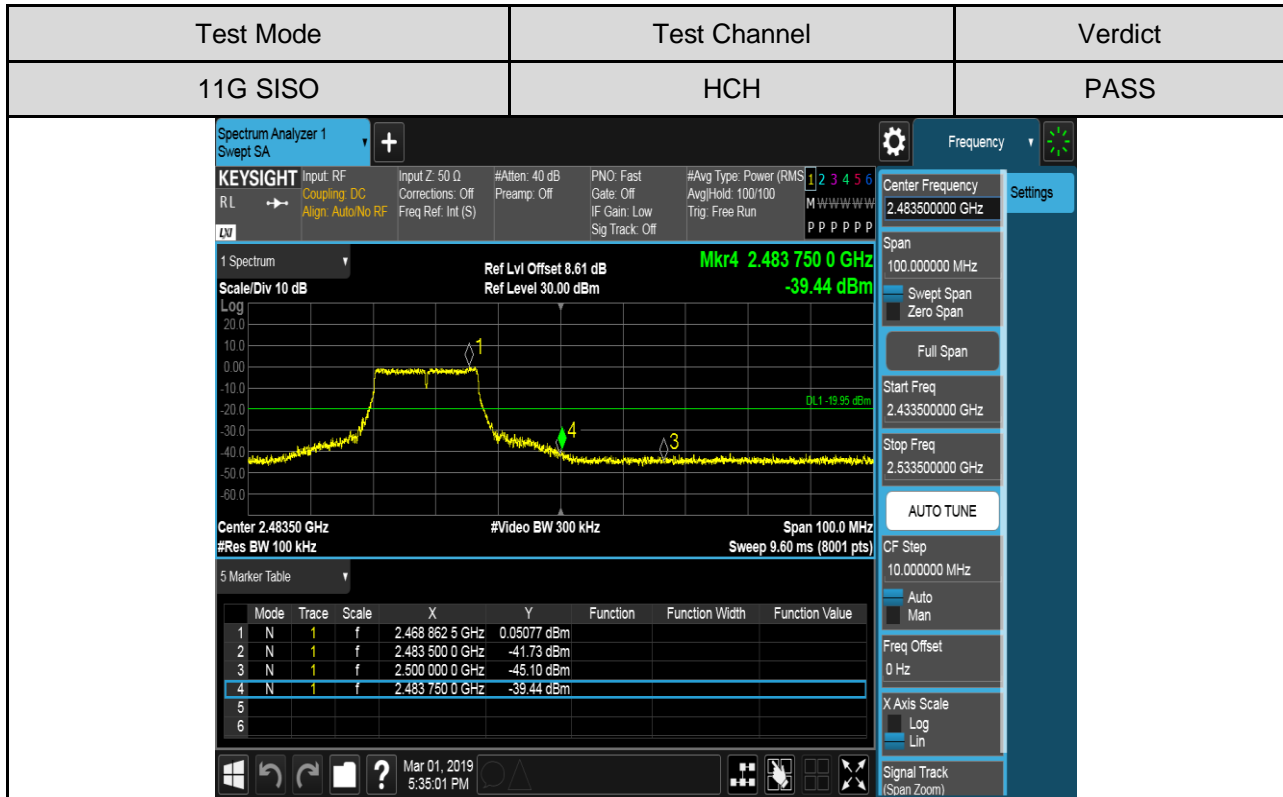 Test Mode Test Channel Verdict
11G SISO HCH PASS
Spectrum Analyzer 1
Swept SA
+
Frequency
KEYSIGHT
RL
LXI
Input: RF
Coupling: DC
Align: Auto/No RF
Input Z: 50 Ω
Corrections: Off
Freq Ref: Int (S)
#Atten: 40 dB
Preamp: Off
PNO: Fast
Gate: Off
IF Gain: Low
Sig Track: Off
#Avg Type: Power (RMS
Avg|Hold: 100/100
Trig: Free Run
1 2 3 4 5 6
M W W W W W
P P P P P P
Center Frequency
2.483500000 GHz
Settings
1 Spectrum
Scale/Div 10 dB
Ref Lvl Offset 8.61 dB
Ref Level 30.00 dBm
Mkr4 2.483 750 0 GHz
-39.44 dBm
Log
20.0
10.0
0.00
-10.0
-20.0
-30.0
-40.0
-50.0
-60.0
1
DL1 -19.95 dBm
4
3
Center 2.48350 GHz
#Res BW 100 kHz
#Video BW 300 kHz
Span 100.0 MHz
Sweep 9.60 ms (8001 pts)
5 Marker Table
Mode Trace Scale X Y Function Function Width Function Value
1 N 1 f 2.468 862 5 GHz 0.05077 dBm
2 N 1 f 2.483 500 0 GHz -41.73 dBm
3 N 1 f 2.500 000 0 GHz -45.10 dBm
4 N 1 f 2.483 750 0 GHz -39.44 dBm
5
6
Span
100.000000 MHz
Swept Span
Zero Span
Full Span
Start Freq
2.433500000 GHz
Stop Freq
2.533500000 GHz
AUTO TUNE
CF Step
10.000000 MHz
Auto
Man
Freq Offset
0 Hz
X Axis Scale
Log
Lin
Signal Track
(Span Zoom)
?
Mar 01, 2019
5:35:01 PM